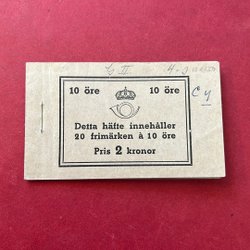 10 öre 10 öre
Detta häfte innehåller
20 frimärken à 10 öre
Pris 2 kronor